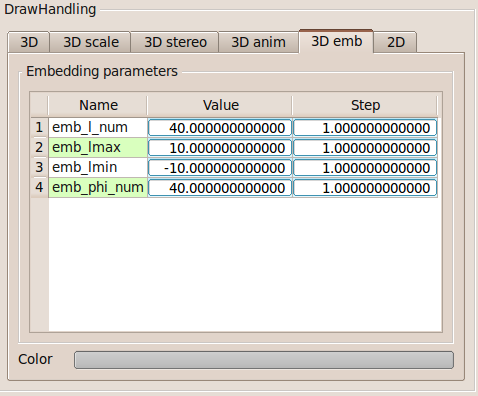 DrawHandling
3D 3D scale 3D stereo 3D anim 3D emb 2D
Embedding parameters
Name Value Step
1 emb_l_num 40.000000000000 1.000000000000
2 emb_lmax 10.000000000000 1.000000000000
3 emb_lmin -10.000000000000 1.000000000000
4 emb_phi_num 40.000000000000 1.000000000000
Color